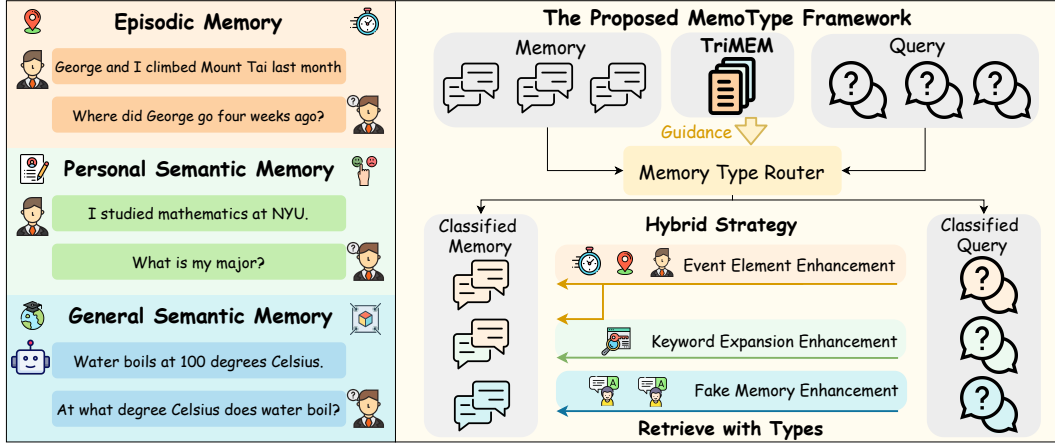 Episodic Memory
George and I climbed Mount Tai last month
Where did George go four weeks ago?
Personal Semantic Memory
I studied mathematics at NYU.
What is my major?
General Semantic Memory
Water boils at 100 degrees Celsius.
At what degree Celsius does water boil?
The Proposed MemoType Framework
Memory
TriMEM
Query
Guidance
Memory Type Router
Classified
Memory
Hybrid Strategy
Classified
Query
Event Element Enhancement
Keyword Expansion Enhancement
Fake Memory Enhancement
Retrieve with Types